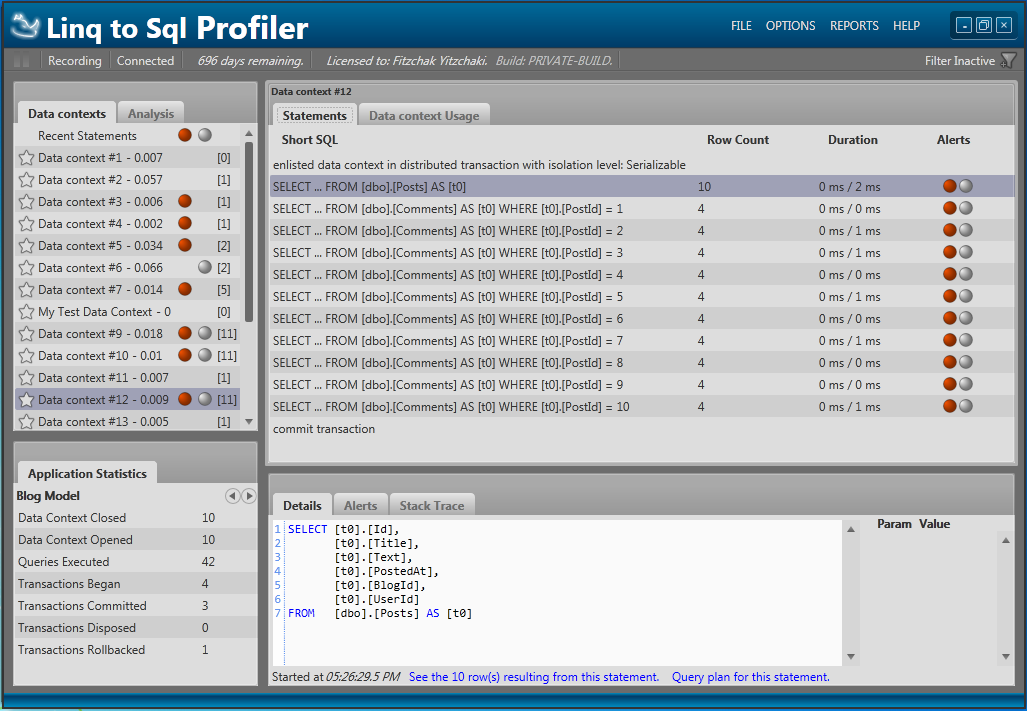 Linq to Sql Profiler
FILE OPTIONS REPORTS HELP
Recording Connected 696 days remaining. Licensed to: Fitzchak Yitzchaki. Build: PRIVATE-BUILD. Filter Inactive
Data contexts Analysis
Recent Statements
Data context #1 - 0.007 [0]
Data context #2 - 0.057 [1]
Data context #3 - 0.006 [1]
Data context #4 - 0.002 [1]
Data context #5 - 0.034 [2]
Data context #6 - 0.066 [2]
Data context #7 - 0.014 [5]
My Test Data Context - 0 [0]
Data context #9 - 0.018 [11]
Data context #10 - 0.01 [11]
Data context #11 - 0.007 [1]
Data context #12 - 0.009 [11]
Data context #13 - 0.005 [1]
Application Statistics
Blog Model
Data Context Closed 10
Data Context Opened 10
Queries Executed 42
Transactions Began 4
Transactions Committed 3
Transactions Disposed 0
Transactions Rollbacked 1
Data context #12
Statements Data context Usage
Short SQL Row Count Duration Alerts
enlisted data context in distributed transaction with isolation level: Serializable
SELECT ... FROM [dbo].[Posts] AS [t0] 10 0 ms / 2 ms
SELECT ... FROM [dbo].[Comments] AS [t0] WHERE [t0].[PostId] = 1 4 0 ms / 0 ms
SELECT ... FROM [dbo].[Comments] AS [t0] WHERE [t0].[PostId] = 2 4 0 ms / 1 ms
SELECT ... FROM [dbo].[Comments] AS [t0] WHERE [t0].[PostId] = 3 4 0 ms / 1 ms
SELECT ... FROM [dbo].[Comments] AS [t0] WHERE [t0].[PostId] = 4 4 0 ms / 0 ms
SELECT ... FROM [dbo].[Comments] AS [t0] WHERE [t0].[PostId] = 5 4 0 ms / 1 ms
SELECT ... FROM [dbo].[Comments] AS [t0] WHERE [t0].[PostId] = 6 4 0 ms / 0 ms
SELECT ... FROM [dbo].[Comments] AS [t0] WHERE [t0].[PostId] = 7 4 0 ms / 1 ms
SELECT ... FROM [dbo].[Comments] AS [t0] WHERE [t0].[PostId] = 8 4 0 ms / 0 ms
SELECT ... FROM [dbo].[Comments] AS [t0] WHERE [t0].[PostId] = 9 4 0 ms / 0 ms
SELECT ... FROM [dbo].[Comments] AS [t0] WHERE [t0].[PostId] = 10 4 0 ms / 1 ms
commit transaction
Details Alerts Stack Trace
1 SELECT [t0].[Id],
2 [t0].[Title],
3 [t0].[Text],
4 [t0].[PostedAt],
5 [t0].[BlogId],
6 [t0].[UserId]
7 FROM [dbo].[Posts] AS [t0]
Param Value
Started at 05:26:29.5 PM See the 10 row(s) resulting from this statement. Query plan for this statement.